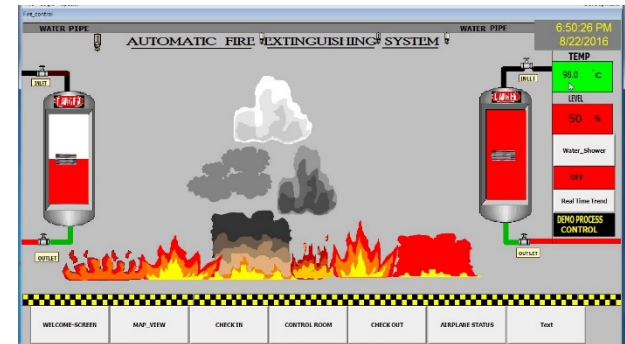 Fire_control
WATER PIPE
WATER PIPE
6:50:26 PM
8/22/2016
AUTOMATIC FIRE EXTINGUISHING SYSTEM
TEMP
98.0 °C
INLET
INLET
DANGER
DANGER
LEVEL
50 %
Water_Shower
OFF
Real Time Trend
DEMO PROCESS
CONTROL
OUTLET
OUTLET
WELCOME-SCREEN
MAP_VIEW
CHECK IN
CONTROL ROOM
CHECK OUT
AIRPLANE STATUS
Text